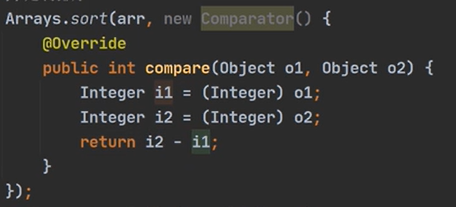 Arrays.sort(arr, new Comparator() {
    @Override
    public int compare(Object o1, Object o2) {
        Integer i1 = (Integer) o1;
        Integer i2 = (Integer) o2;
        return i2 - i1;
    }
});